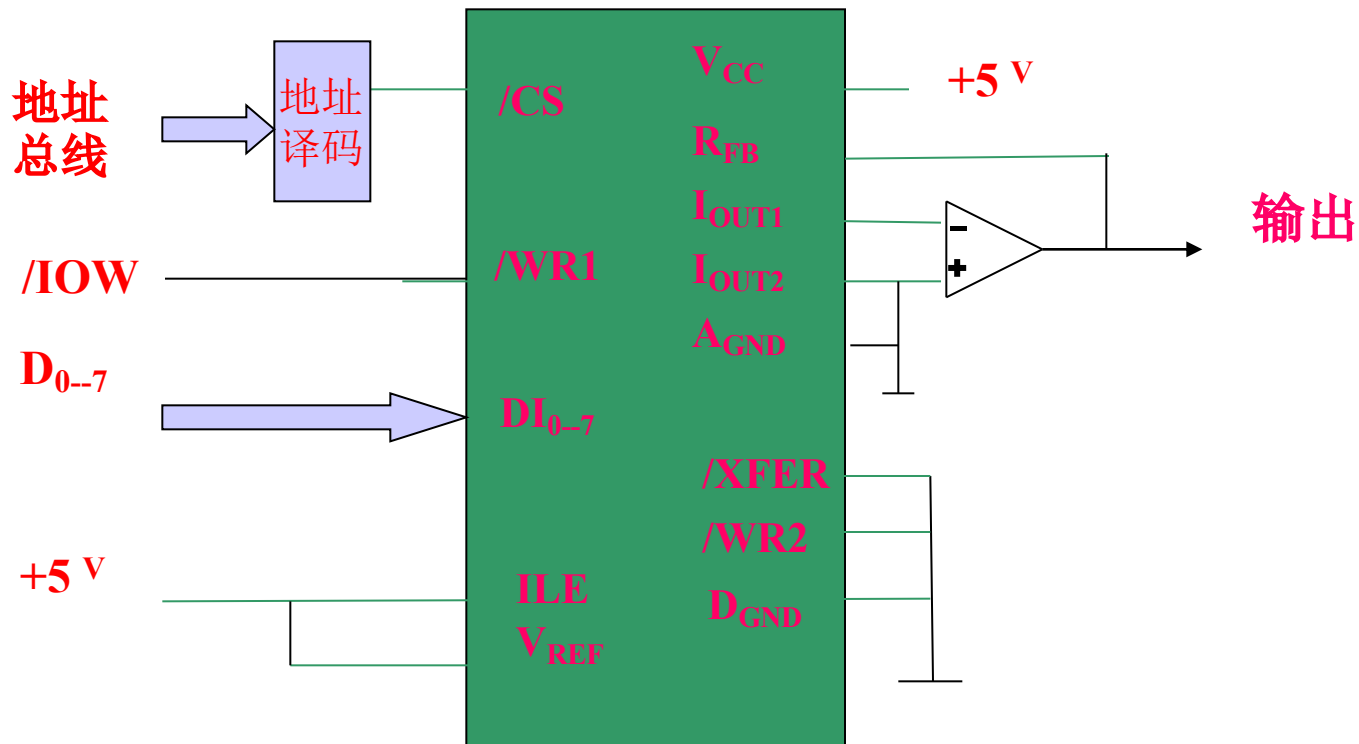 地址
总线
地址
译码
/IOW
D0--7
+5 V
/CS
/WR1
DI0--7
ILE
VREF
VCC
RFB
IOUT1
IOUT2
AGND
/XFER
/WR2
DGND
+5 V
-
+
输出